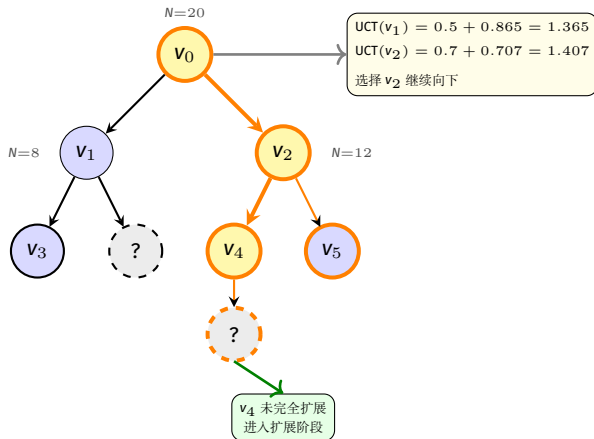 N=20
v₀
UCT(v₁) = 0.5 + 0.865 = 1.365
UCT(v₂) = 0.7 + 0.707 = 1.407
选择 v₂ 继续向下
N=8
v₁
v₂
N=12
v₃
?
v₄
v₅
?
v₄ 未完全扩展
进入扩展阶段